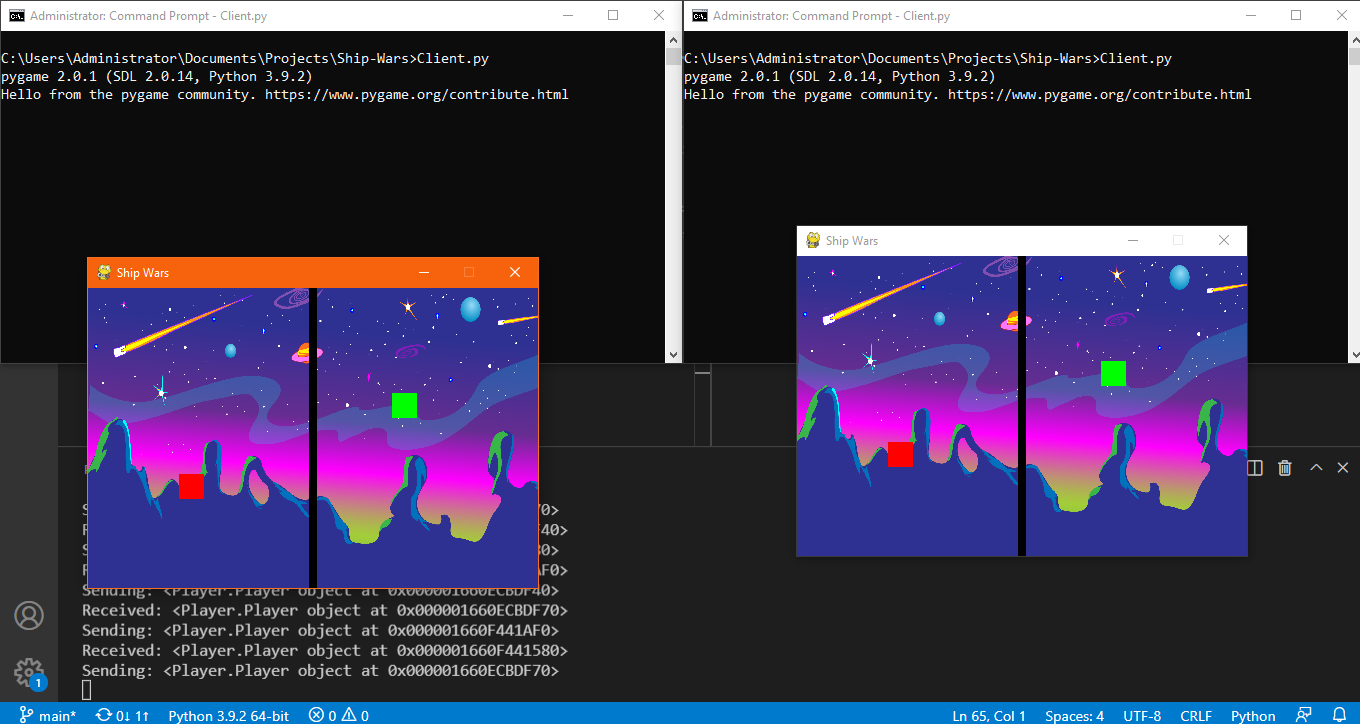 Administrator: Command Prompt - Client.py
C:\Users\Administrator\Documents\Projects\Ship-Wars>Client.py
pygame 2.0.1 (SDL 2.0.14, Python 3.9.2)
Hello from the pygame community. https://www.pygame.org/contribute.html
Administrator: Command Prompt - Client.py
C:\Users\Administrator\Documents\Projects\Ship-Wars>Client.py
pygame 2.0.1 (SDL 2.0.14, Python 3.9.2)
Hello from the pygame community. https://www.pygame.org/contribute.html
Ship Wars
Ship Wars
70>
F40>
80>
AF0>
Sending: <Player.Player object at 0x000001660ECBDF40>
Received: <Player.Player object at 0x000001660ECBDF70>
Sending: <Player.Player object at 0x000001660F441AF0>
Received: <Player.Player object at 0x000001660F441580>
Sending: <Player.Player object at 0x000001660ECBDF70>
1
main* 0↓ 1↑ Python 3.9.2 64-bit 0 0 Ln 65, Col 1 Spaces: 4 UTF-8 CRLF Python